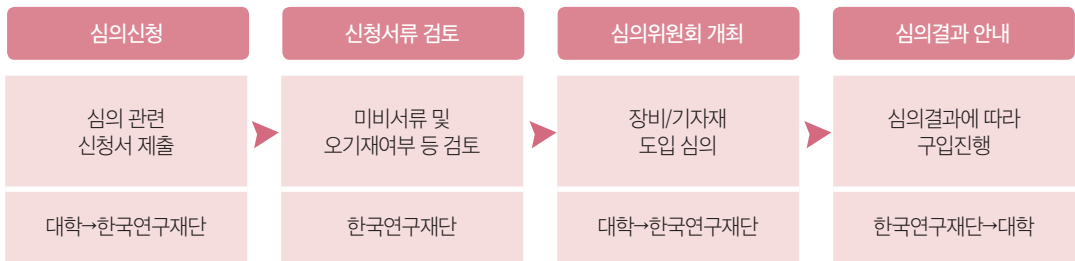 심의신청
신청서류 검토
심의위원회 개최
심의결과 안내
심의 관련
신청서 제출
미비서류 및
오기재여부 등 검토
장비/기자재
도입 심의
심의결과에 따라
구입진행
대학→한국연구재단
한국연구재단
대학→한국연구재단
한국연구재단→대학